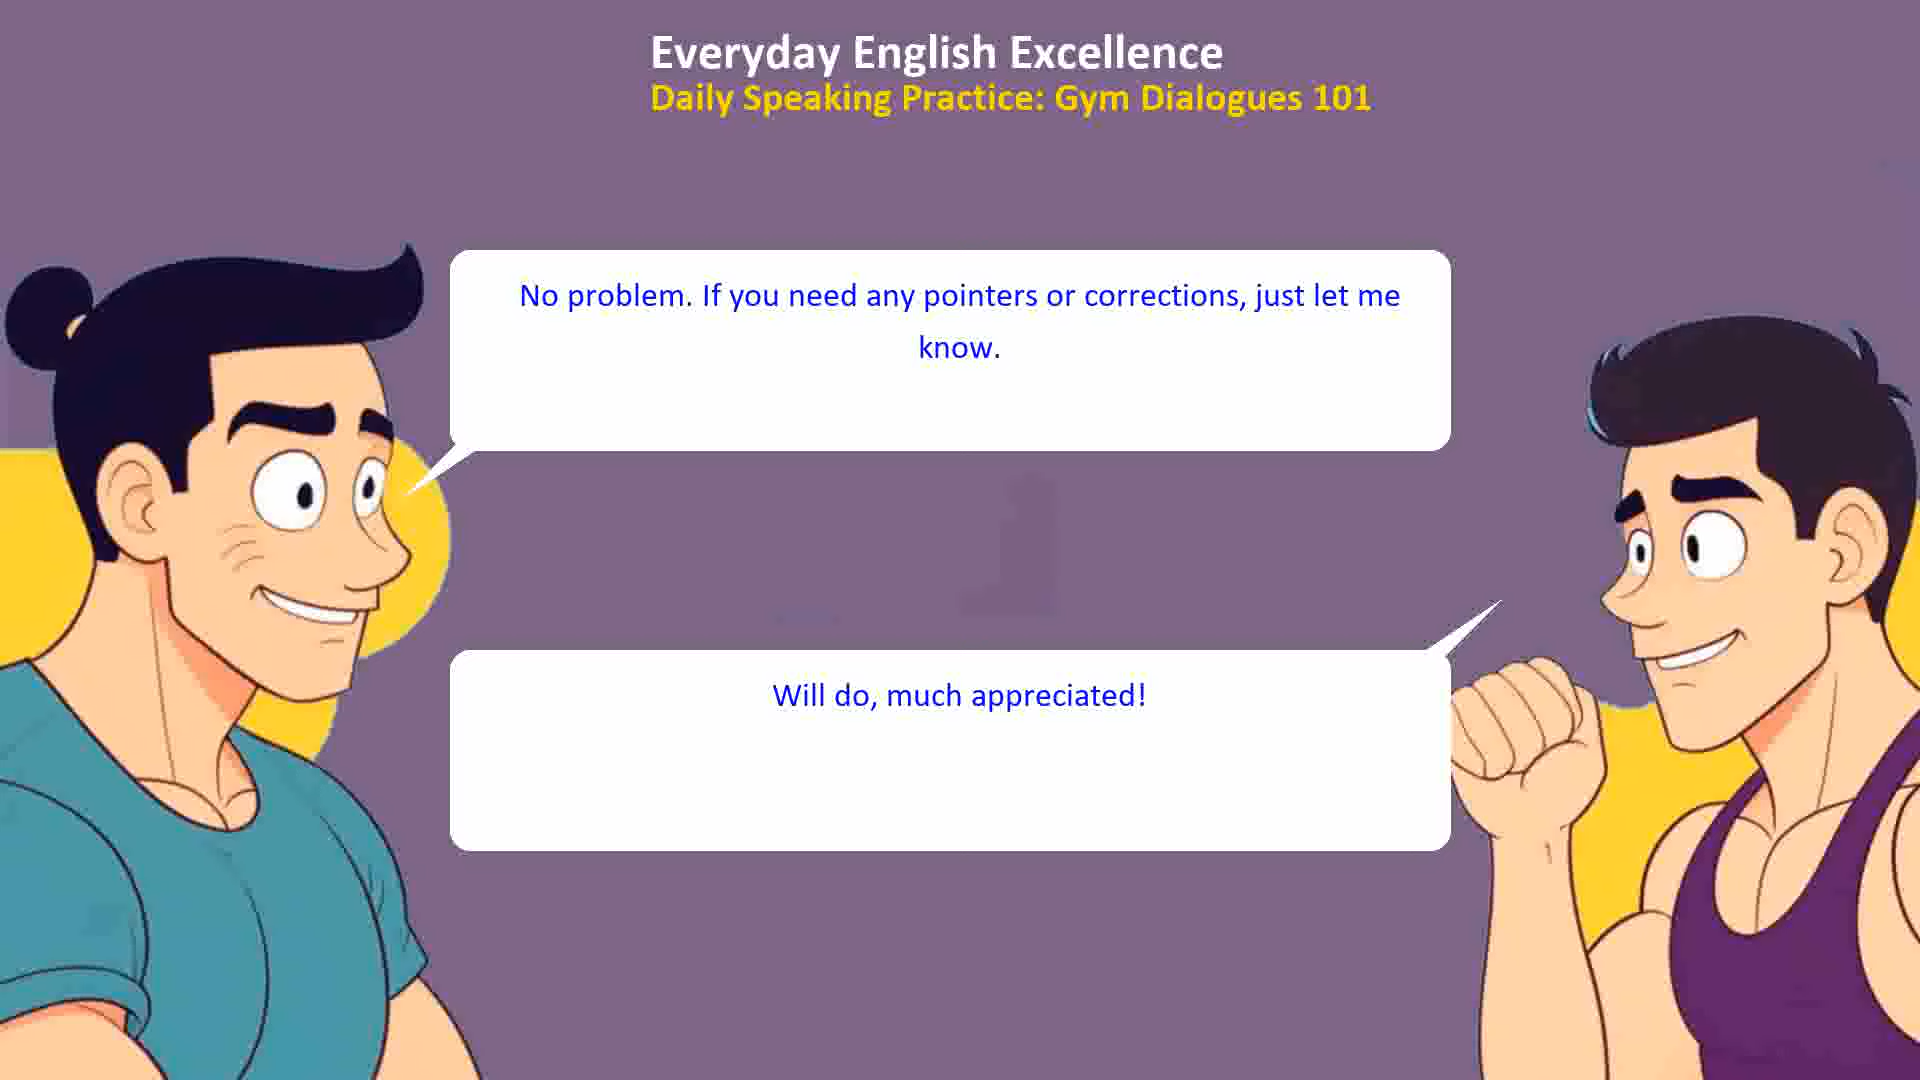 Everyday English Excellence
Daily Speaking Practice: Gym Dialogues 101
No problem. If you need any pointers or corrections, just let me
know.
Will do, much appreciated!